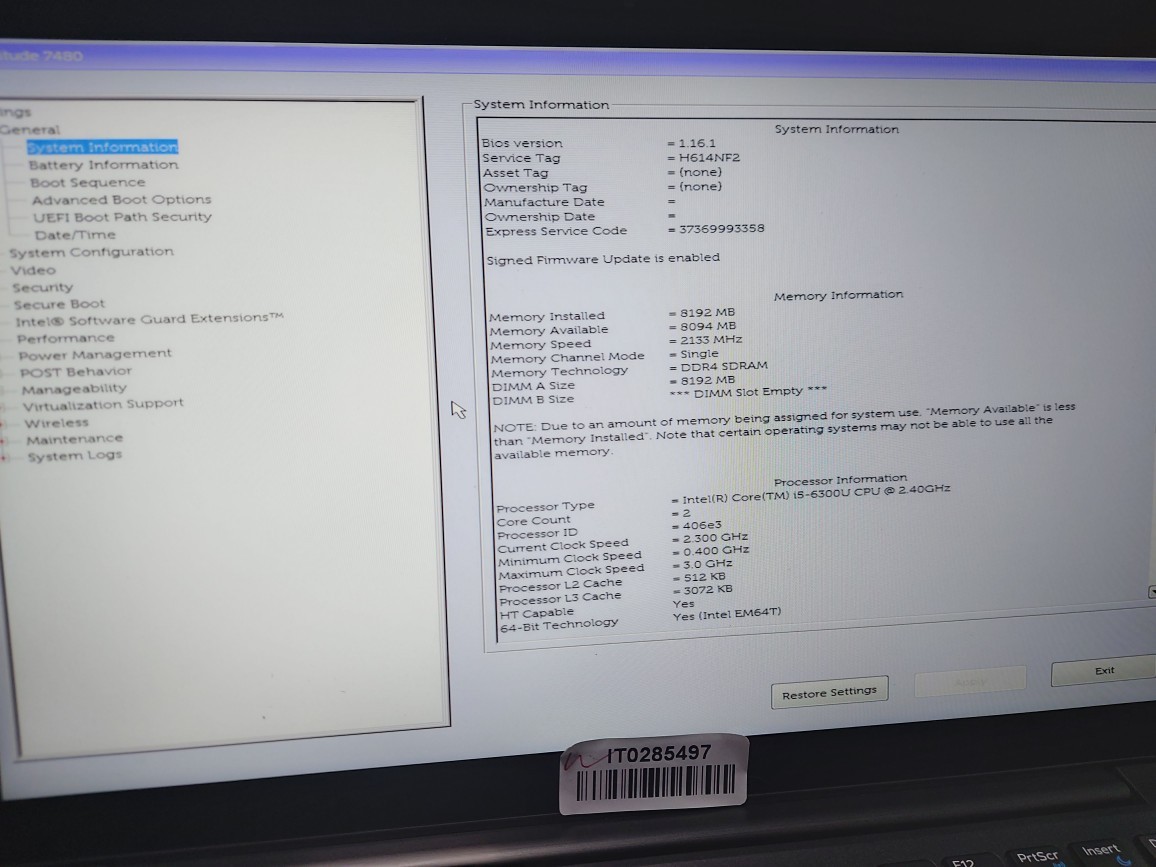 itude 7480
ings
General
System Information
Battery Information
Boot Sequence
Advanced Boot Options
UEFI Boot Path Security
Date/Time
System Configuration
Video
Security
Secure Boot
Intel® Software Guard Extensions™
Performance
Power Management
POST Behavior
Manageability
Virtualization Support
Wireless
Maintenance
System Logs
System Information
System Information
Bios version = 1.16.1
Service Tag = H614NF2
Asset Tag = (none)
Ownership Tag = (none)
Manufacture Date =
Ownership Date =
Express Service Code = 37369993358
Signed Firmware Update is enabled
Memory Information
Memory Installed = 8192 MB
Memory Available = 8094 MB
Memory Speed = 2133 MHz
Memory Channel Mode = Single
Memory Technology = DDR4 SDRAM
DIMM A Size = 8192 MB
DIMM B Size *** DIMM Slot Empty ***
NOTE: Due to an amount of memory being assigned for system use, "Memory Available" is less
than "Memory Installed". Note that certain operating systems may not be able to use all the
available memory.
Processor Information
Processor Type = Intel(R) Core(TM) i5-6300U CPU @ 2.40GHz
Core Count = 2
Processor ID = 406e3
Current Clock Speed = 2.300 GHz
Minimum Clock Speed = 0.400 GHz
Maximum Clock Speed = 3.0 GHz
Processor L2 Cache = 512 KB
Processor L3 Cache = 3072 KB
HT Capable Yes
64-Bit Technology Yes (Intel EM64T)
Restore Settings
Apply
Exit
IT0285497
F12
PrtScr
Insert